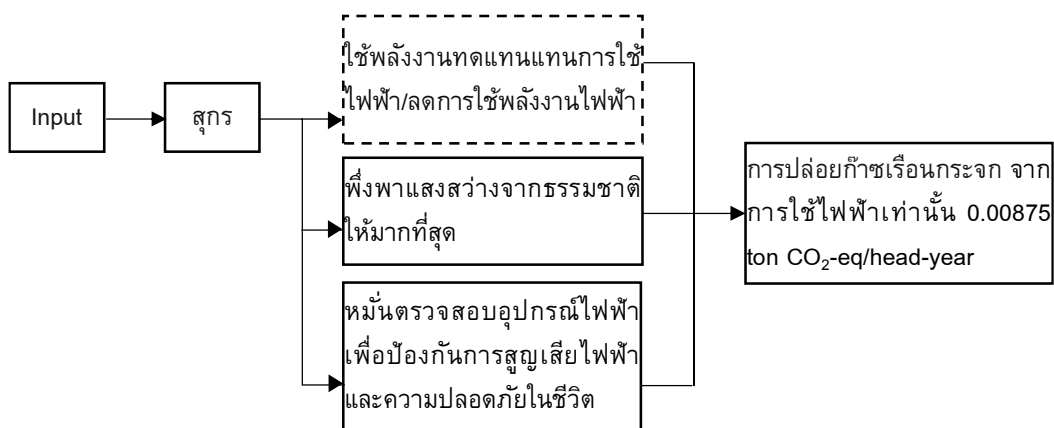 Input
สุกร
ใช้พลังงานทดแทนแทนการใช้
ไฟฟ้า/ลดการใช้พลังงานไฟฟ้า
พึ่งพาแสงสว่างจากธรรมชาติ
ให้มากที่สุด
หมั่นตรวจสอบอุปกรณ์ไฟฟ้า
เพื่อป้องกันการสูญเสียไฟฟ้า
และความปลอดภัยในชีวิต
การปล่อยก๊าซเรือนกระจก จาก
การใช้ไฟฟ้าเท่านั้น 0.00875
ton CO₂-eq/head-year